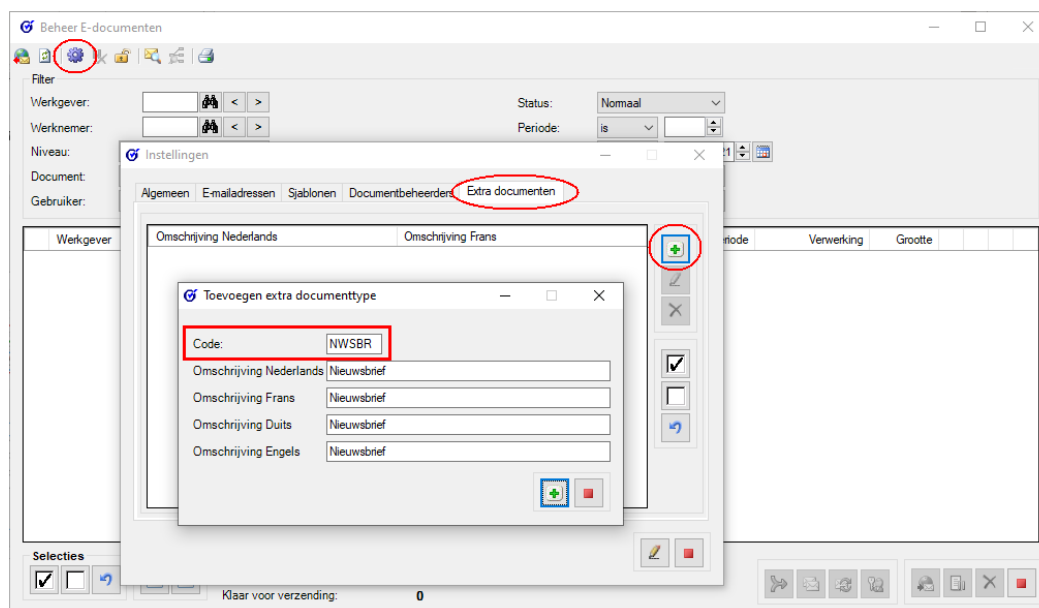 Beheer E-documenten
Filter
Werkgever: < > Status: Normaal
Werknemer: < > Periode: is
Niveau:
Document:
Gebruiker:
Instellingen
Algemeen E-mailadressen Sjablonen Documentbeheerders Extra documenten
Werkgever Omschrijving Nederlands Omschrijving Frans Verwerking Grootte
Toevoegen extra documenttype
Code: NWSBR
Omschrijving Nederlands Nieuwsbrief
Omschrijving Frans Nieuwsbrief
Omschrijving Duits Nieuwsbrief
Omschrijving Engels Nieuwsbrief
Selecties
Klaar voor verzending: 0